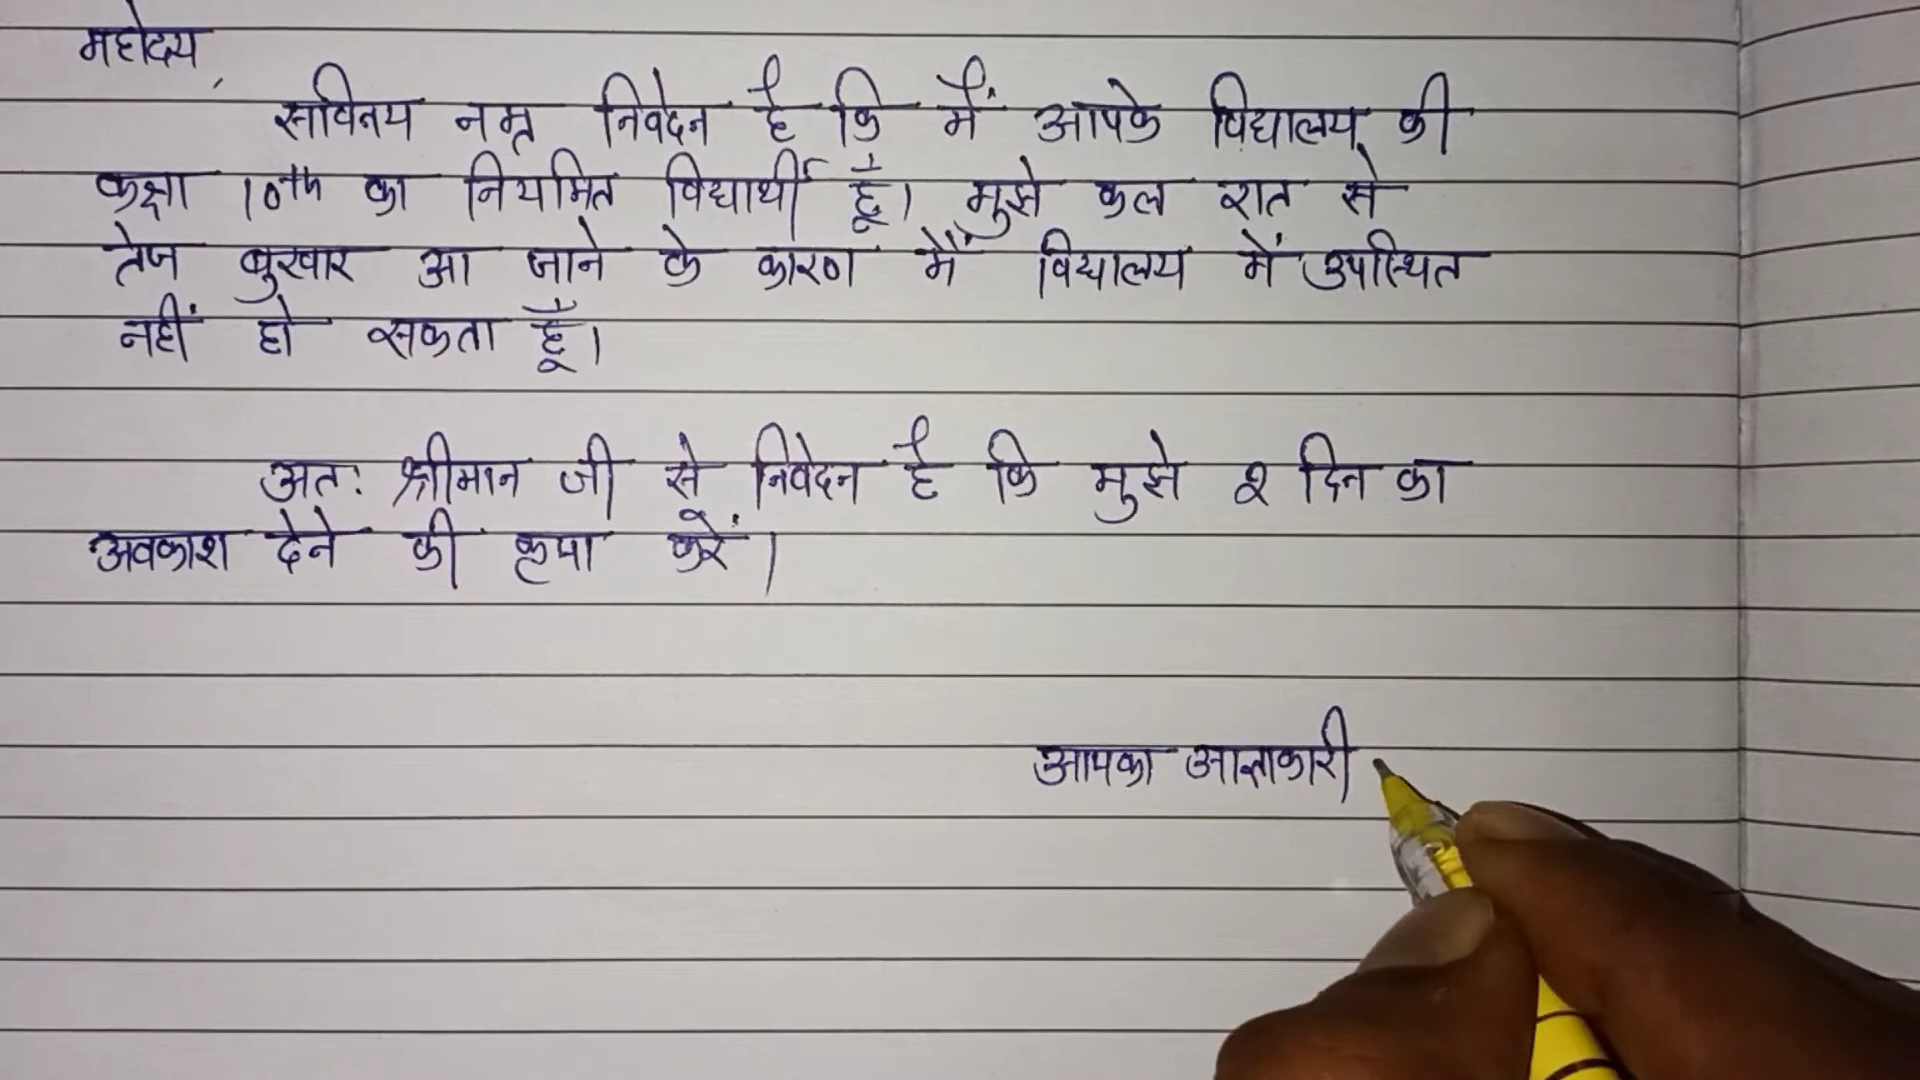 महोदय,
सविनय नम्र निवेदन है कि मैं आपके विद्यालय की
कक्षा 10th का नियमित विद्यार्थी हूँ। मुझे कल रात से
तेज बुखार आ जाने के कारण मैं विद्यालय में उपस्थित
नहीं हो सकता हूँ।
अतः श्रीमान जी से निवेदन है कि मुझे २ दिन का
अवकाश देने की कृपा करें।
आपका आज्ञाकारी